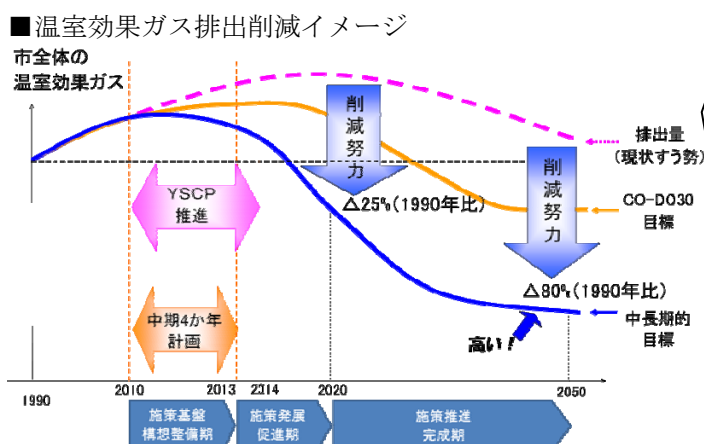 ■温室効果ガス排出削減イメージ
市全体の
温室効果ガス
削減努力
排出量
(現状すう勢)
削減努力
YSCP
推進
△25%(1990年比)
CO-DO30
目標
△80%(1990年比)
中期4か年
計画
高い!
中長期的
目標
1990
2010
2013
2014
2020
2050
施策基盤
構想整備期
施策発展
促進期
施策推進
完成期